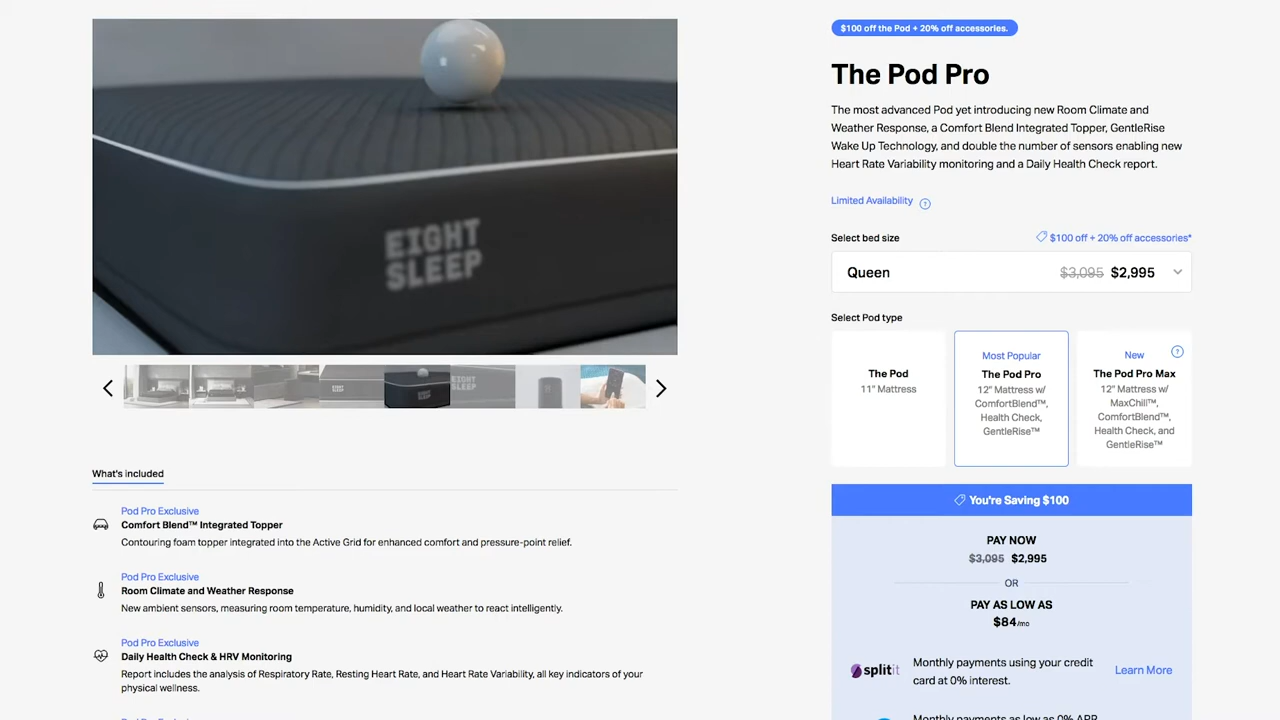 EIGHT
SLEEP
What's included
Pod Pro Exclusive
Comfort Blend™ Integrated Topper
Contouring foam topper integrated into the Active Grid for enhanced comfort and pressure-point relief.
Pod Pro Exclusive
Room Climate and Weather Response
New ambient sensors, measuring room temperature, humidity, and local weather to react intelligently.
Pod Pro Exclusive
Daily Health Check & HRV Monitoring
Report includes the analysis of Respiratory Rate, Resting Heart Rate, and Heart Rate Variability, all key indicators of your
physical wellness.
$100 off the Pod + 20% off accessories.
The Pod Pro
The most advanced Pod yet introducing new Room Climate and
Weather Response, a Comfort Blend Integrated Topper, GentleRise
Wake Up Technology, and double the number of sensors enabling new
Heart Rate Variability monitoring and a Daily Health Check report.
Limited Availability ?
Select bed size $100 off + 20% off accessories*
Queen $3,095 $2,995
Select Pod type
The Pod
11" Mattress
Most Popular
The Pod Pro
12" Mattress w/
ComfortBlend™,
Health Check,
GentleRise™
New ?
The Pod Pro Max
12" Mattress w/
MaxChill™,
ComfortBlend™,
Health Check, and
GentleRise™
You're Saving $100
PAY NOW
$3,095 $2,995
OR
PAY AS LOW AS
$84/mo
splitit
Monthly payments using your credit
card at 0% interest.
Learn More
Monthly payments as low as 0% APR